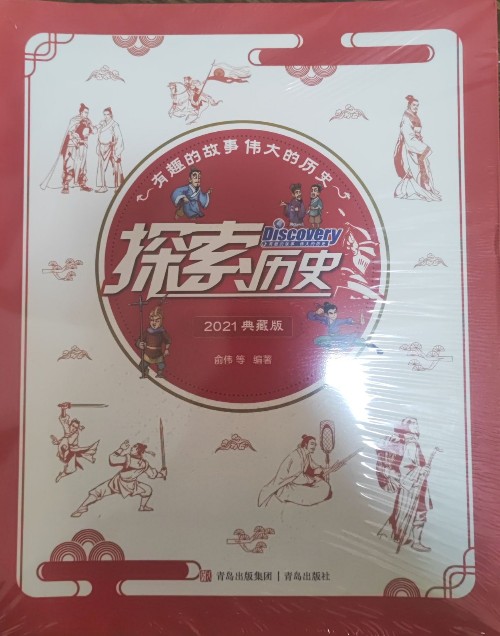 有趣的故事 伟大的历史
Discovery
探索历史
2021 典藏版
俞伟 等 编著
青岛出版集团 | 青岛出版社